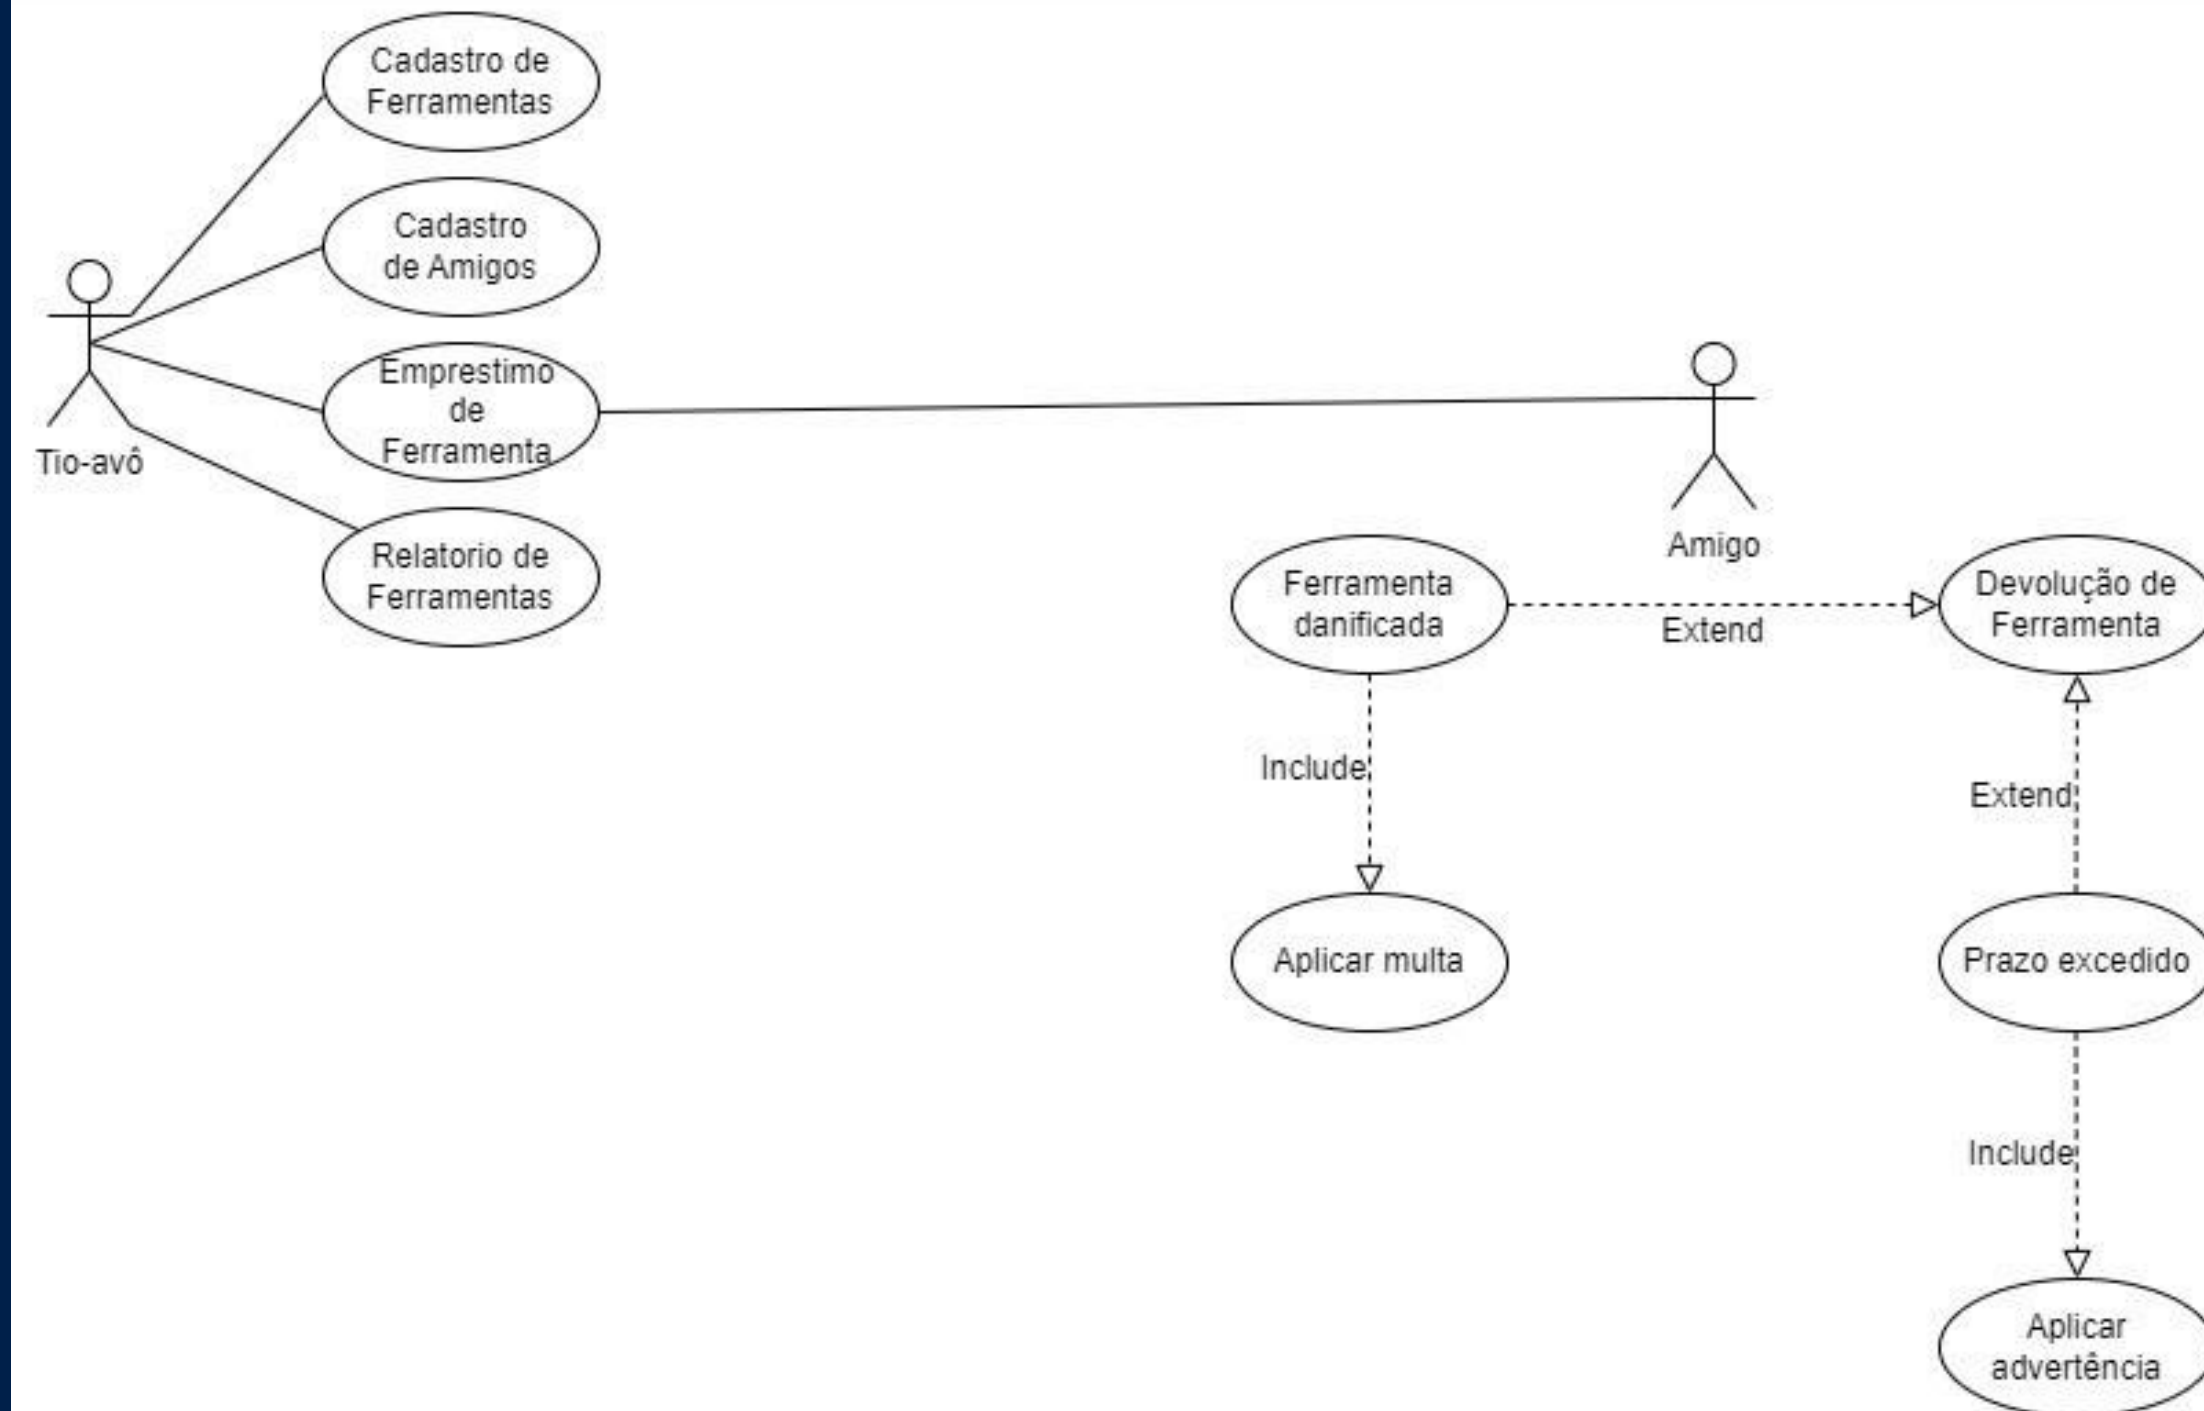 Cadastro de
Ferramentas
Cadastro
de Amigos
Emprestimo
de
Ferramenta
Tio-avô
Relatorio de
Ferramentas
Amigo
Ferramenta
danificada
Extend
Devolução de
Ferramenta
Include
Extend
Aplicar multa
Prazo excedido
Include
Aplicar
advertência